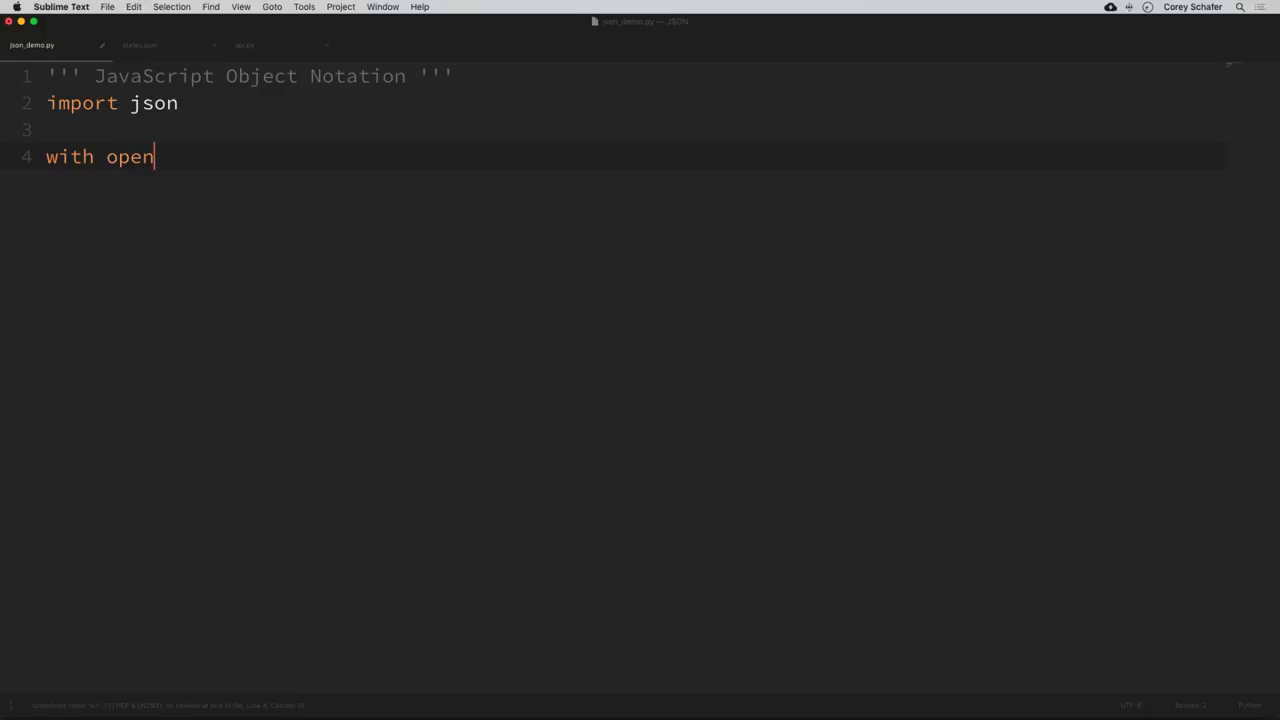 Sublime Text File Edit Selection Find View Goto Tools Project Window Help Corey Schafer
json_demo.py — JSON
json_demo.py states.json api.py
1 ''' JavaScript Object Notation '''
2 import json
3
4 with open
UTF-8 Spaces: 2 Python